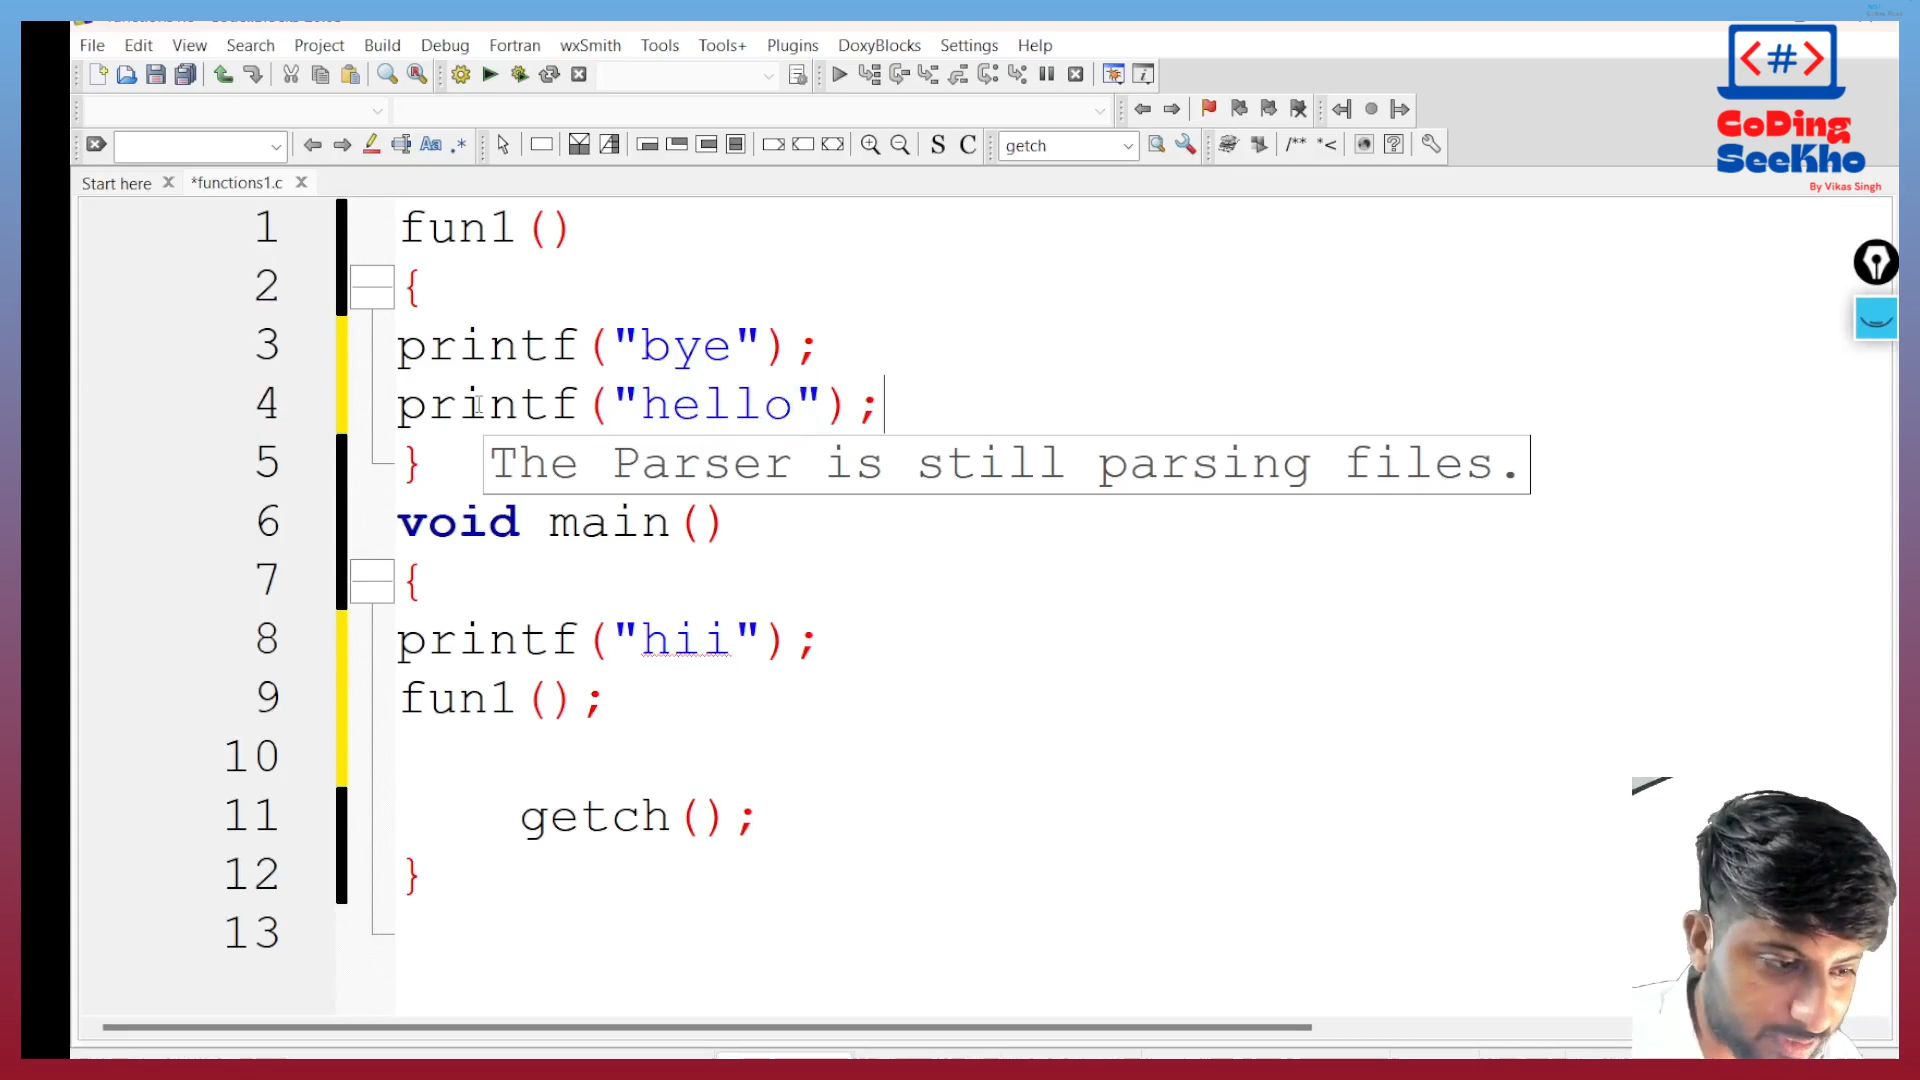 File Edit View Search Project Build Debug Fortran wxSmith Tools Tools+ Plugins DoxyBlocks Settings Help
<#>
CoDing
SeeKho
By Vikas Singh
Aa .* S C getch /** *<
Start here *functions1.c
1 fun1()
2 {
3 printf("bye");
4 printf("hello");
5 }
The Parser is still parsing files.
6 void main()
7 {
8 printf("hii");
9 fun1();
10
11 getch();
12 }
13